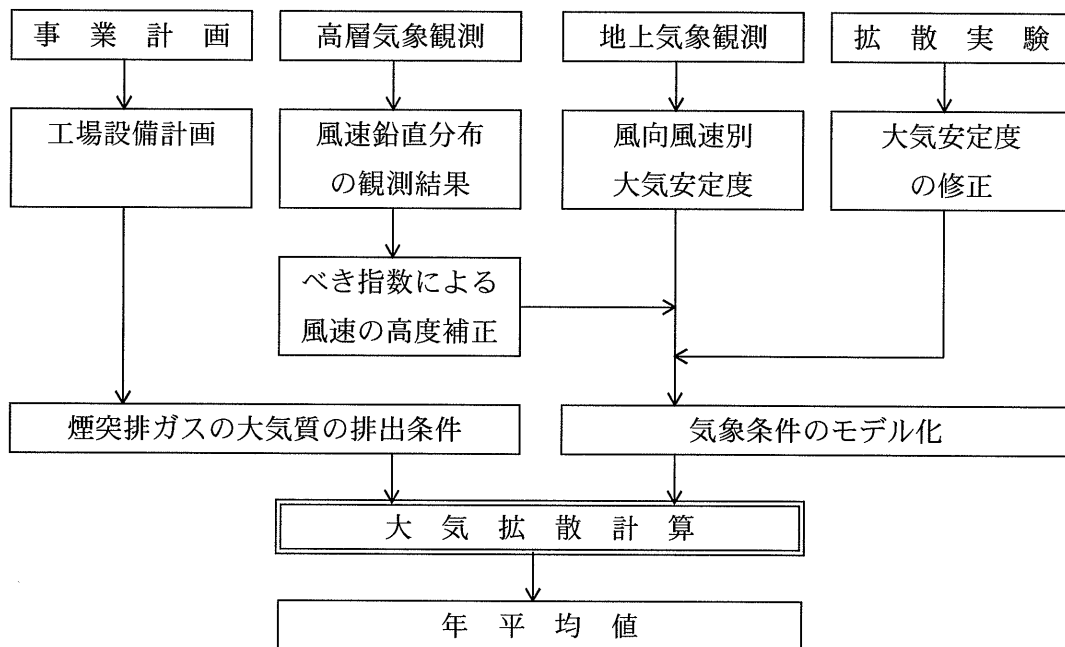 事業計画
高層気象観測
地上気象観測
拡散実験
工場設備計画
風速鉛直分布
の観測結果
風向風速別
大気安定度
大気安定度
の修正
べき指数による
風速の高度補正
煙突排ガスの大気質の排出条件
気象条件のモデル化
大気拡散計算
年平均値